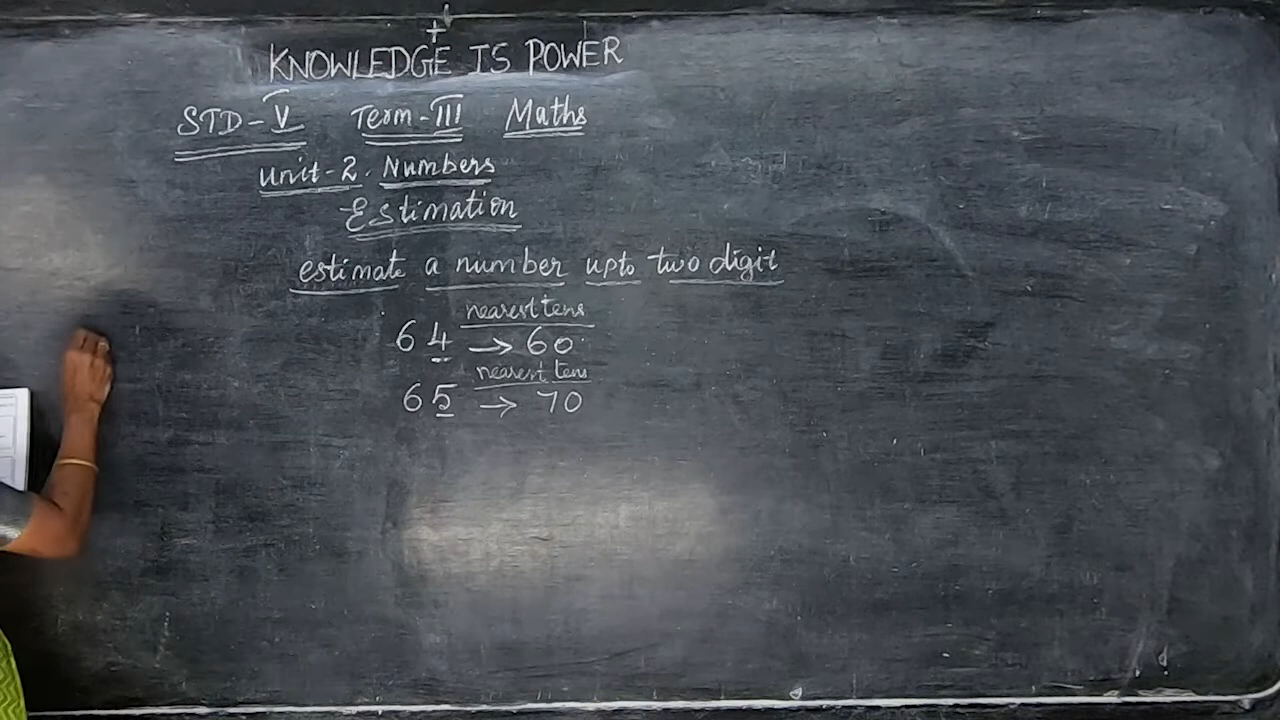 +
KNOWLEDGE IS POWER
STD - V Term - III Maths
Unit - 2. Numbers
Estimation
estimate a number upto two digit
nearest tens
64 → 60
nearest tens
65 → 70